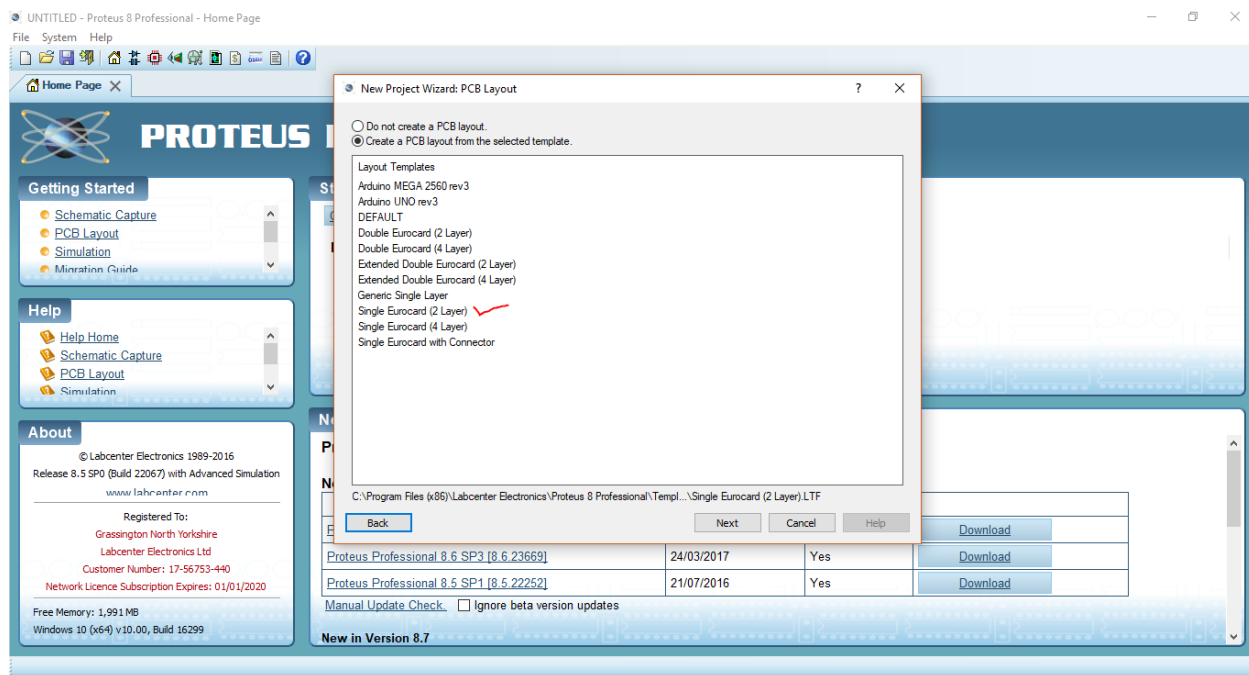 UNTITLED - Proteus 8 Professional - Home Page
File System Help
Home Page
New Project Wizard: PCB Layout
?
PROTEUS
Do not create a PCB layout.
Create a PCB layout from the selected template.
Layout Templates
Arduino MEGA 2560 rev3
Arduino UNO rev3
DEFAULT
Double Eurocard (2 Layer)
Double Eurocard (4 Layer)
Extended Double Eurocard (2 Layer)
Extended Double Eurocard (4 Layer)
Generic Single Layer
Single Eurocard (2 Layer)
Single Eurocard (4 Layer)
Single Eurocard with Connector
C:\Program Files (x86)\Labcenter Electronics\Proteus 8 Professional\Templ...\Single Eurocard (2 Layer).LTF
Back Next Cancel Help
Getting Started
Schematic Capture
PCB Layout
Simulation
Migration Guide
Help
Help Home
Schematic Capture
PCB Layout
Simulation
About
© Labcenter Electronics 1989-2016
Release 8.5 SP0 (Build 22067) with Advanced Simulation
www.labcenter.com
Registered To:
Grassington North Yorkshire
Labcenter Electronics Ltd
Customer Number: 17-56753-440
Network Licence Subscription Expires: 01/01/2020
Free Memory: 1,991 MB
Windows 10 (x64) v10.00, Build 16299
Download
Proteus Professional 8.6 SP3 [8.6.23669] 24/03/2017 Yes Download
Proteus Professional 8.5 SP1 [8.5.22252] 21/07/2016 Yes Download
Manual Update Check. Ignore beta version updates
New in Version 8.7